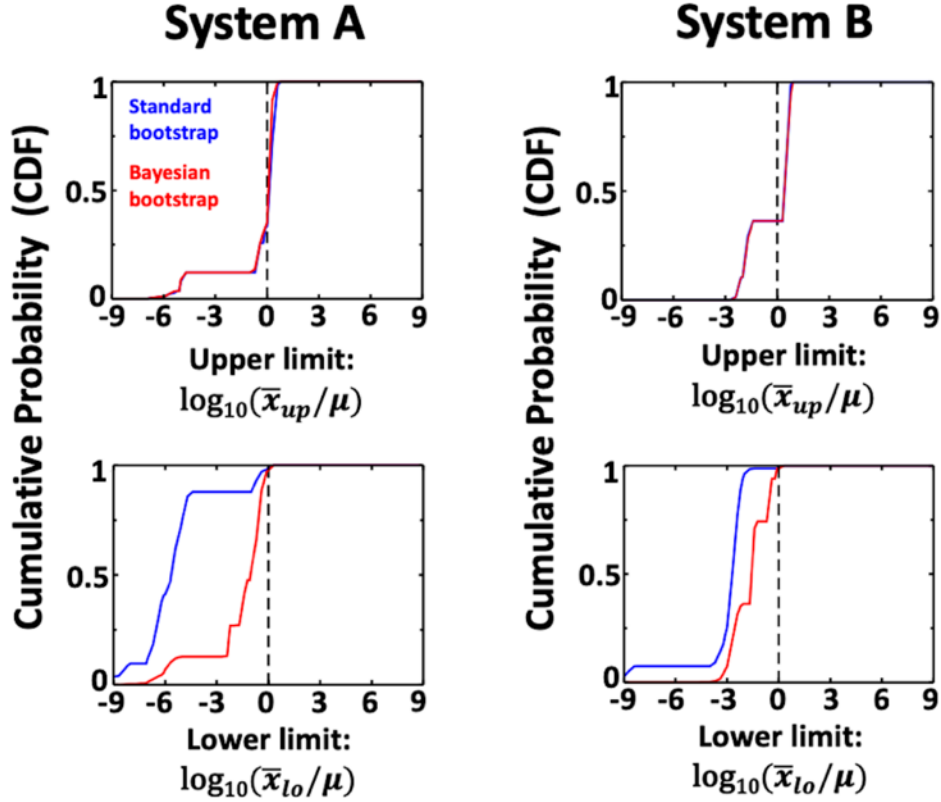 System A
System B
Cumulative Probability (CDF)
1
0.5
0
Standard
bootstrap
Bayesian
bootstrap
-9 -6 -3 0 3 6 9
Upper limit:
log₁₀(x̅ᵤₚ/μ)
Cumulative Probability (CDF)
1
0.5
0
-9 -6 -3 0 3 6 9
Upper limit:
log₁₀(x̅ᵤₚ/μ)
1
0.5
0
-9 -6 -3 0 3 6 9
Lower limit:
log₁₀(x̅ₗₒ/μ)
1
0.5
0
-9 -6 -3 0 3 6 9
Lower limit:
log₁₀(x̅ₗₒ/μ)